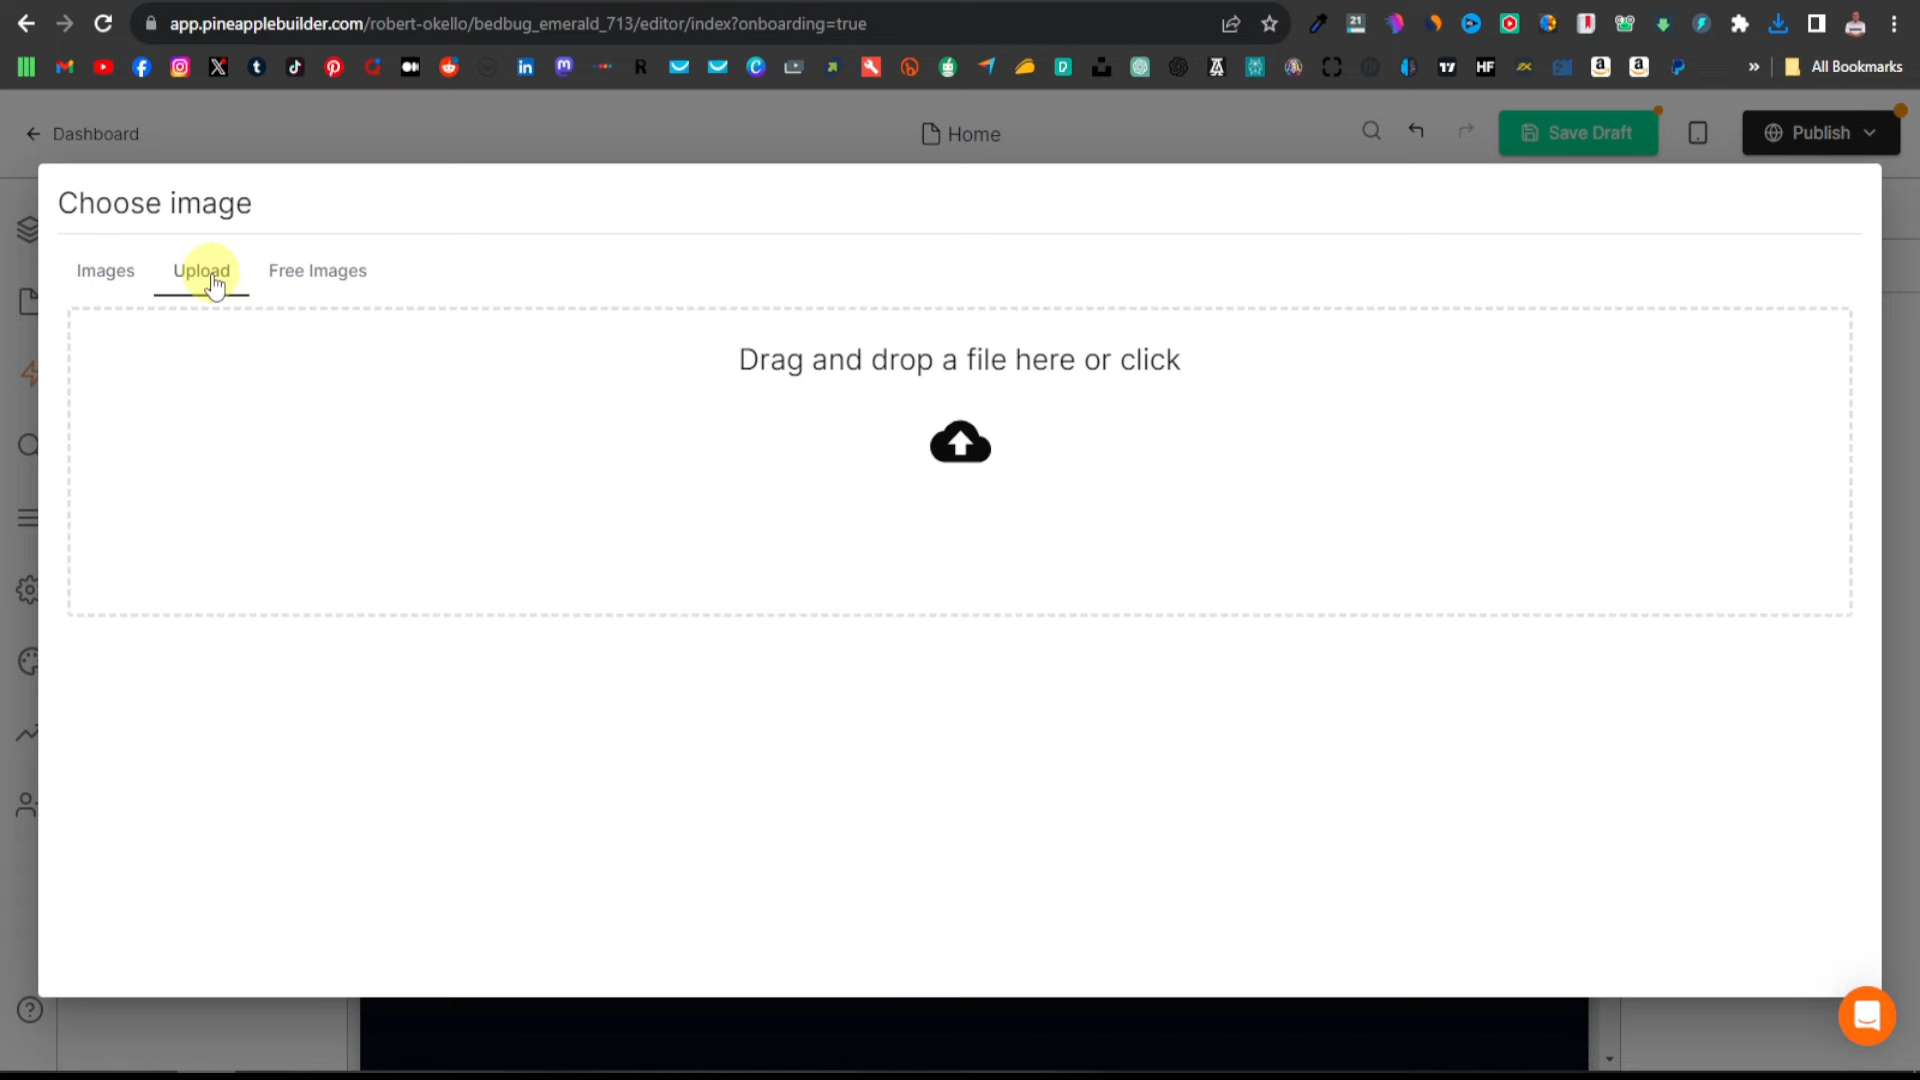 app.pineapplebuilder.com/robert-okello/bedbug_emerald_713/editor/index?onboarding=true
21
All Bookmarks
Dashboard
Home
Save Draft
Publish
Choose image
Images
Upload
Free Images
Drag and drop a file here or click